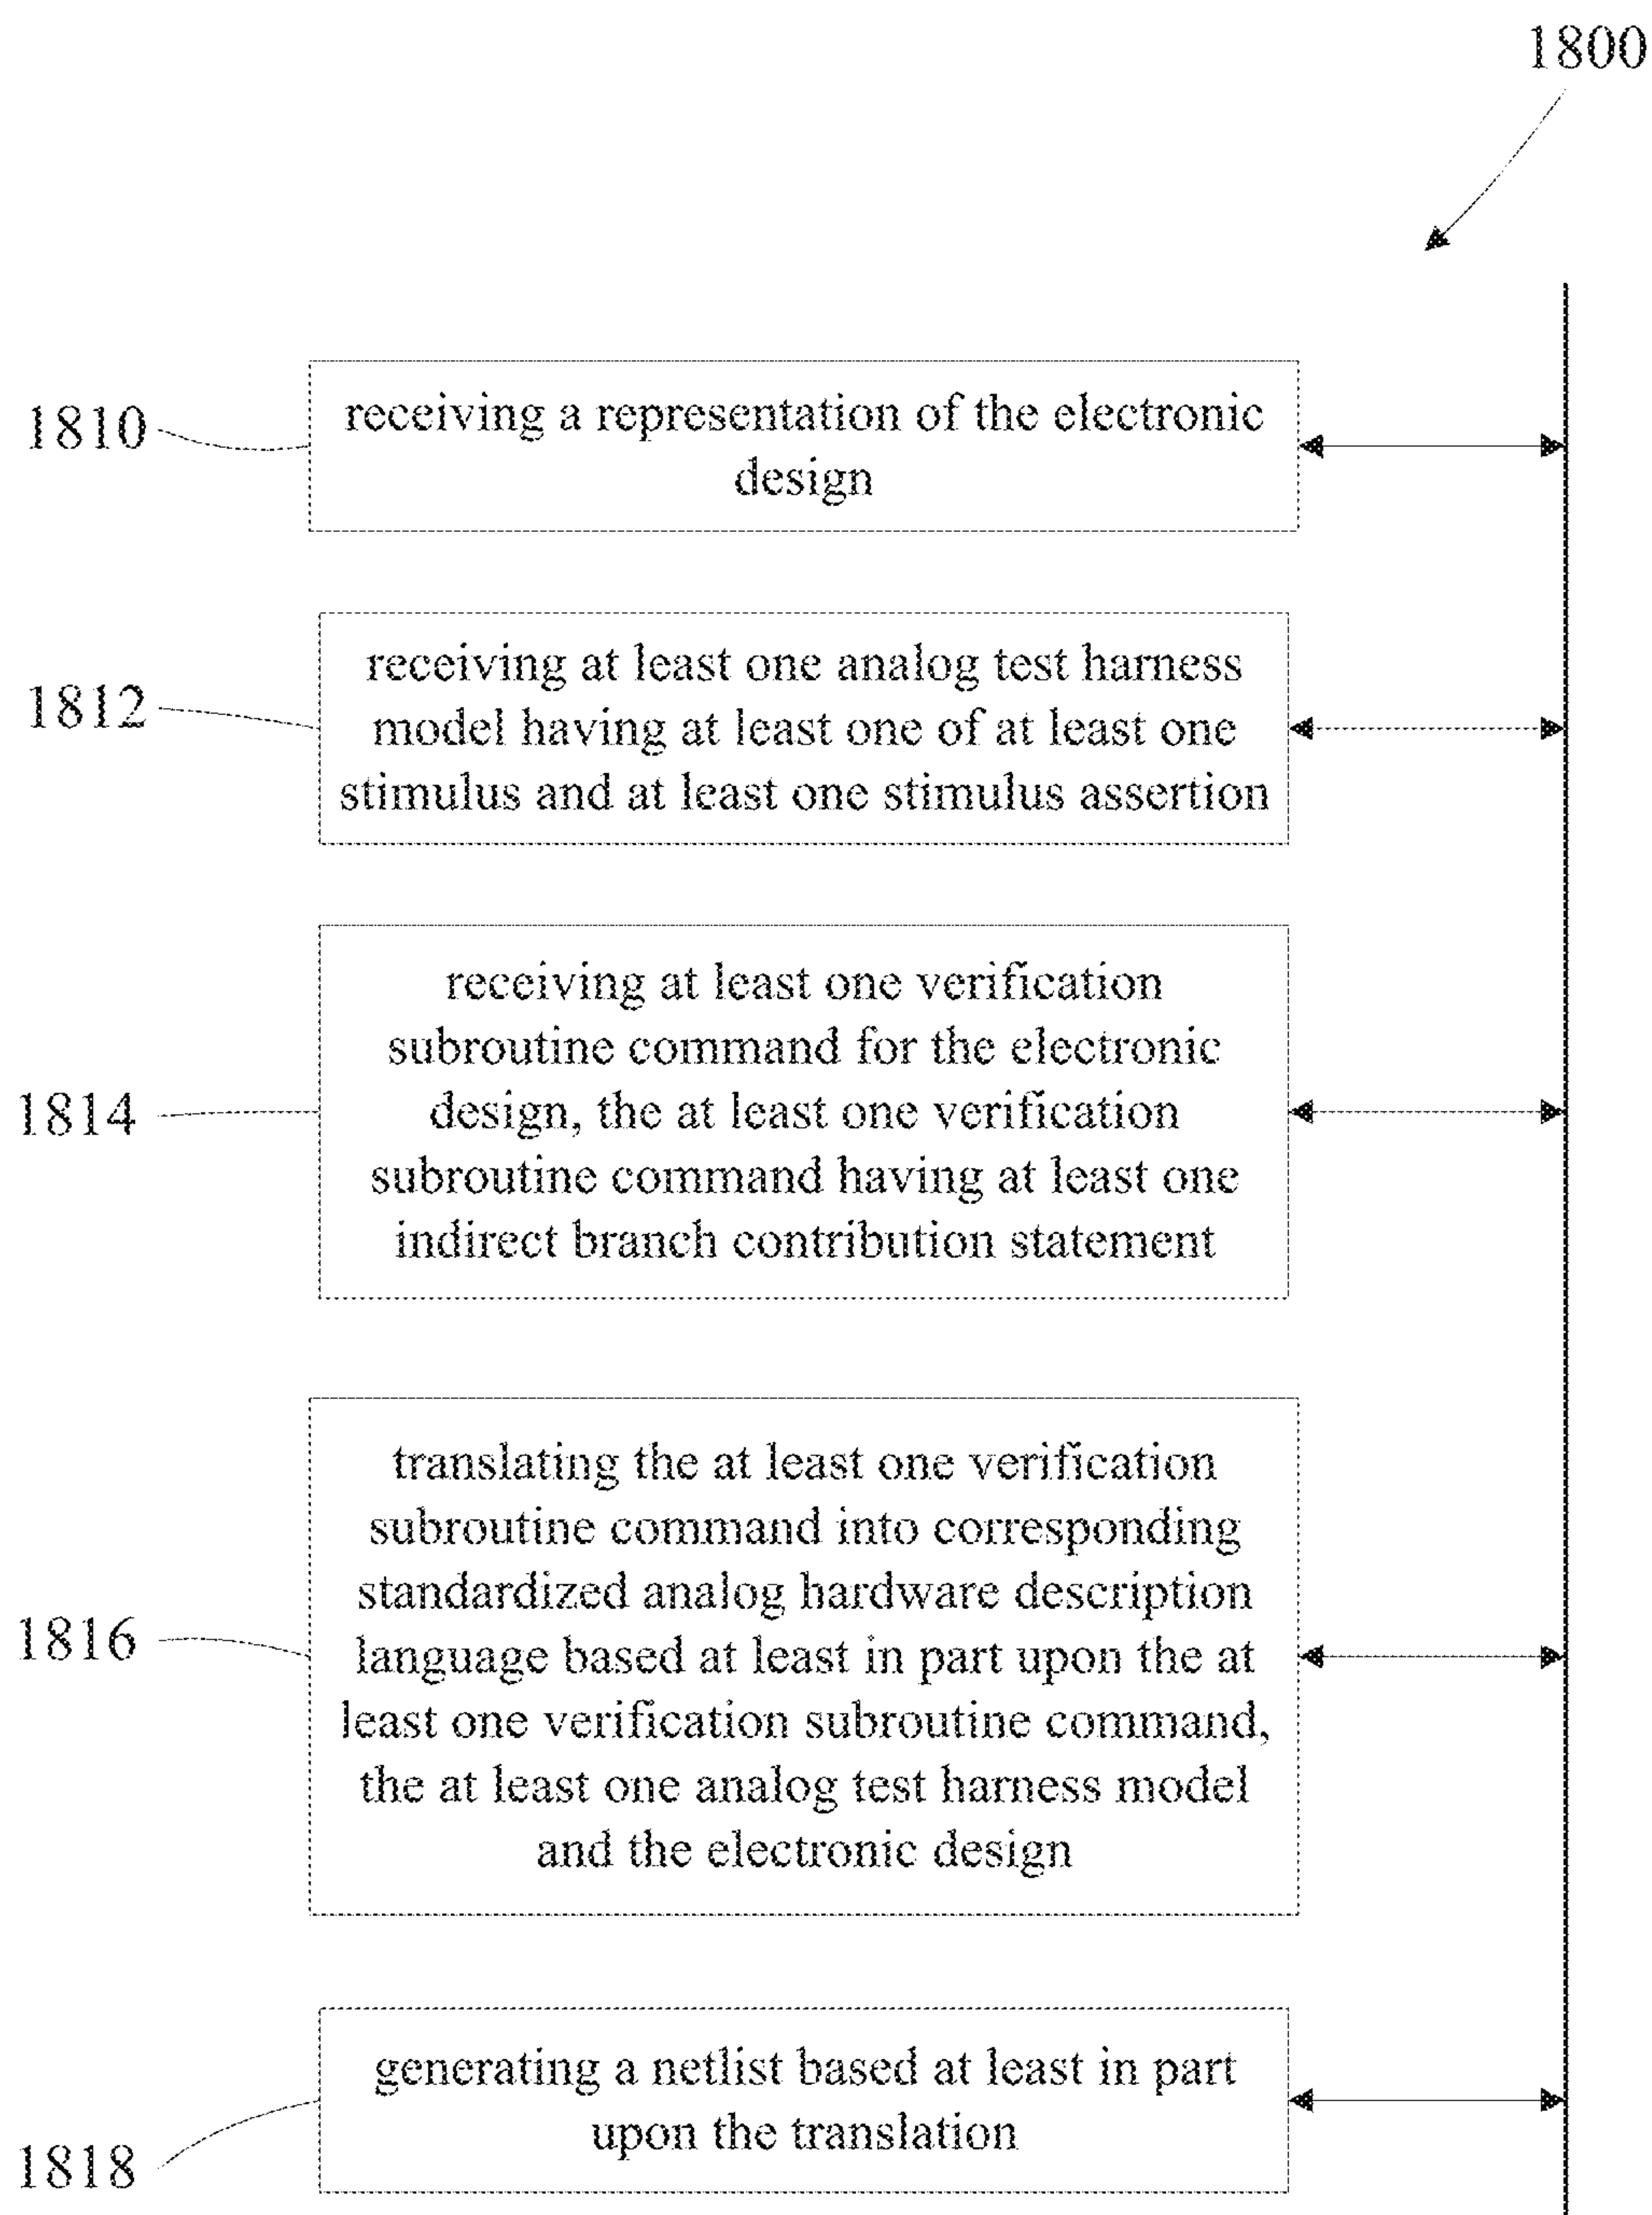 1800
1810
receiving a representation of the electronic
design
1812
receiving at least one analog test harness
model having at least one of at least one
stimulus and at least one stimulus assertion
1814
receiving at least one verification
subroutine command for the electronic
design, the at least one verification
subroutine command having at least one
indirect branch contribution statement
1816
translating the at least one verification
subroutine command into corresponding
standardized analog hardware description
language based at least in part upon the at
least one verification subroutine command,
the at least one analog test harness model
and the electronic design
1818
generating a netlist based at least in part
upon the translation